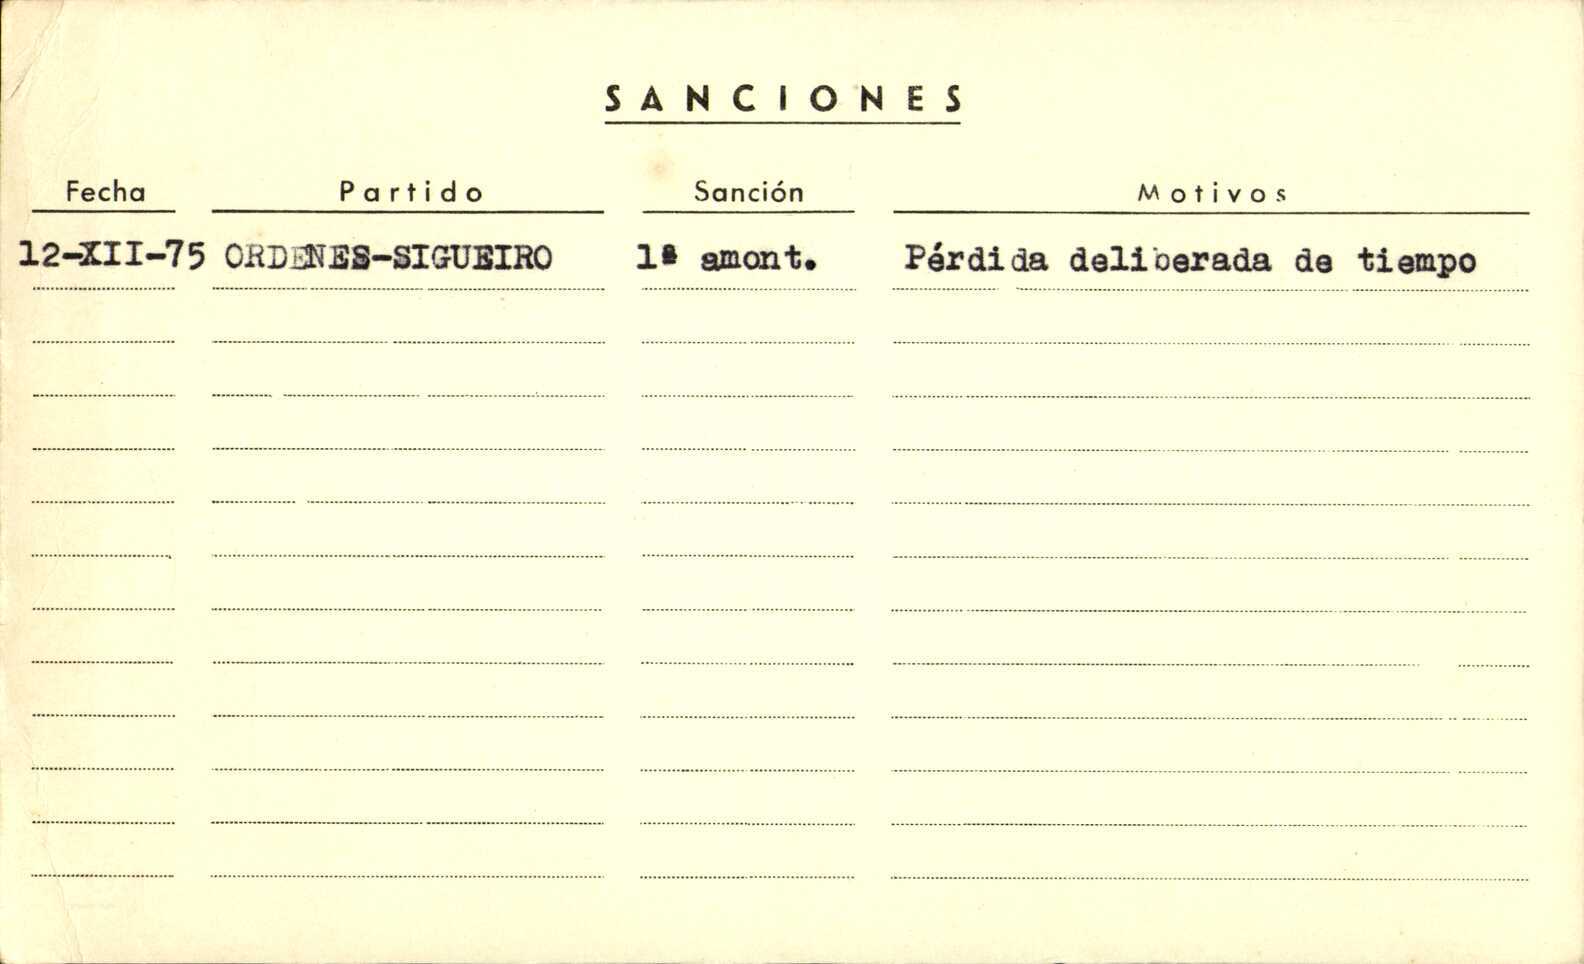 SANCIONES
Fecha Partido Sanción Motivos
12-XII-75 ORDENES-SIGUEIRO 1ª amont. Pérdida deliberada de tiempo